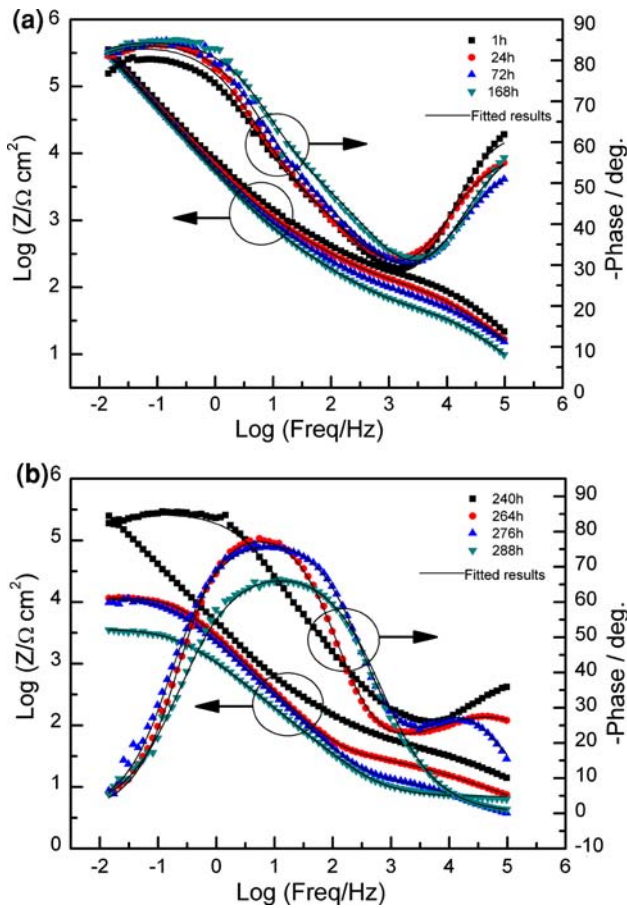 (a)
6
5
4
3
2
1
Log (Z/Ω cm²)
-2 -1 0 1 2 3 4 5 6
Log (Freq/Hz)
90
80
70
60
50
40
30
20
10
0
-Phase / deg.
1h
24h
72h
168h
Fitted results
(b)
6
5
4
3
2
1
0
Log (Z/Ω cm²)
-2 -1 0 1 2 3 4 5 6
Log (Freq/Hz)
90
80
70
60
50
40
30
20
10
0
-10
-Phase / deg.
240h
264h
276h
288h
Fitted results